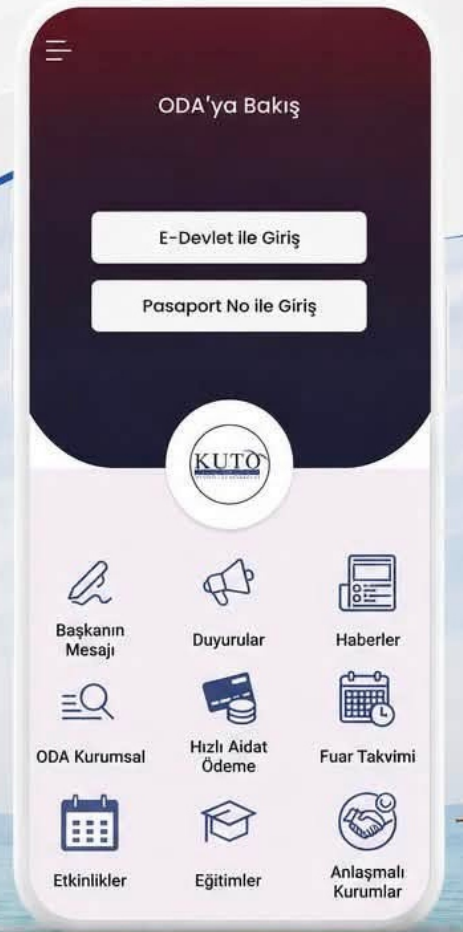 ODA'ya Bakış
E-Devlet ile Giriş
Pasaport No ile Giriş
KUTO
Başkanın
Mesajı
Duyurular
Haberler
ODA Kurumsal
Hızlı Aidat
Ödeme
Fuar Takvimi
Etkinlikler
Eğitimler
Anlaşmalı
Kurumlar